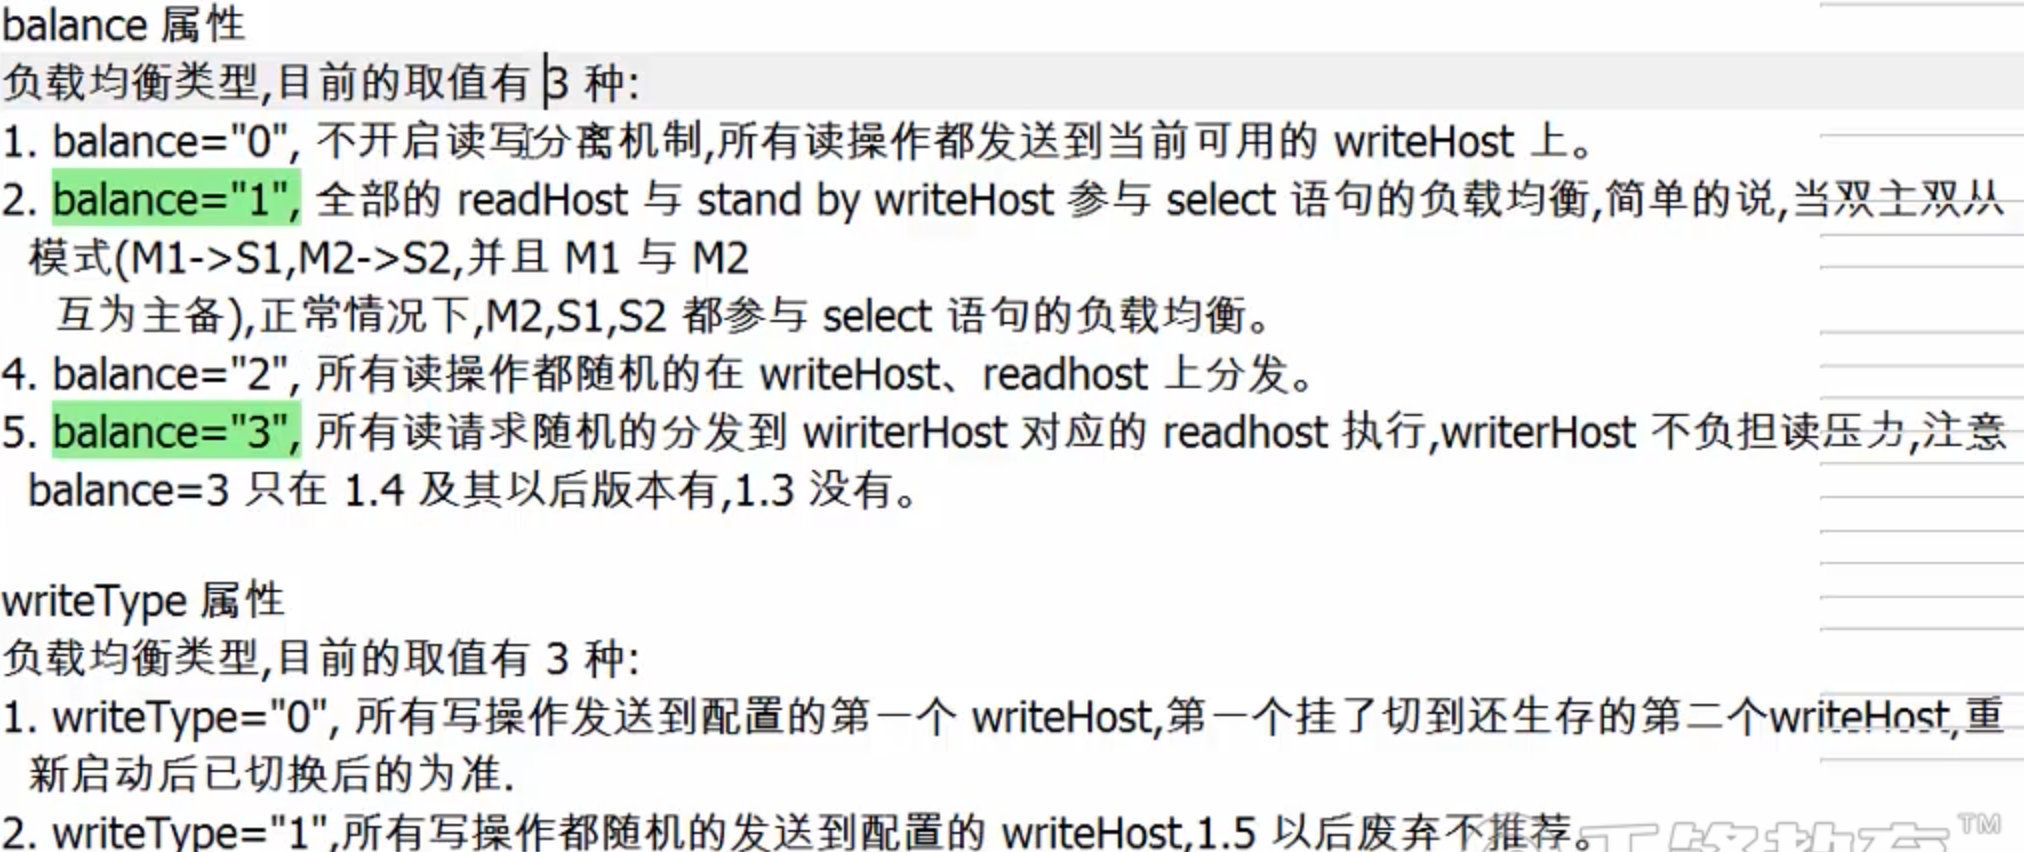 balance 属性
负载均衡类型,目前的取值有 3 种:
1. balance="0", 不开启读写分离机制,所有读操作都发送到当前可用的 writeHost 上。
2. balance="1", 全部的 readHost 与 stand by writeHost 参与 select 语句的负载均衡,简单的说,当双主双从
模式(M1->S1,M2->S2,并且 M1 与 M2
互为主备),正常情况下,M2,S1,S2 都参与 select 语句的负载均衡。
4. balance="2", 所有读操作都随机的在 writeHost、readhost 上分发。
5. balance="3", 所有读请求随机的分发到 wiriterHost 对应的 readhost 执行,writerHost 不负担读压力,注意
balance=3 只在 1.4 及其以后版本有,1.3 没有。
writeType 属性
负载均衡类型,目前的取值有 3 种:
1. writeType="0", 所有写操作发送到配置的第一个 writeHost,第一个挂了切到还生存的第二个writeHost,重
新启动后已切换后的为准.
2. writeType="1",所有写操作都随机的发送到配置的 writeHost,1.5 以后废弃不推荐。
TM